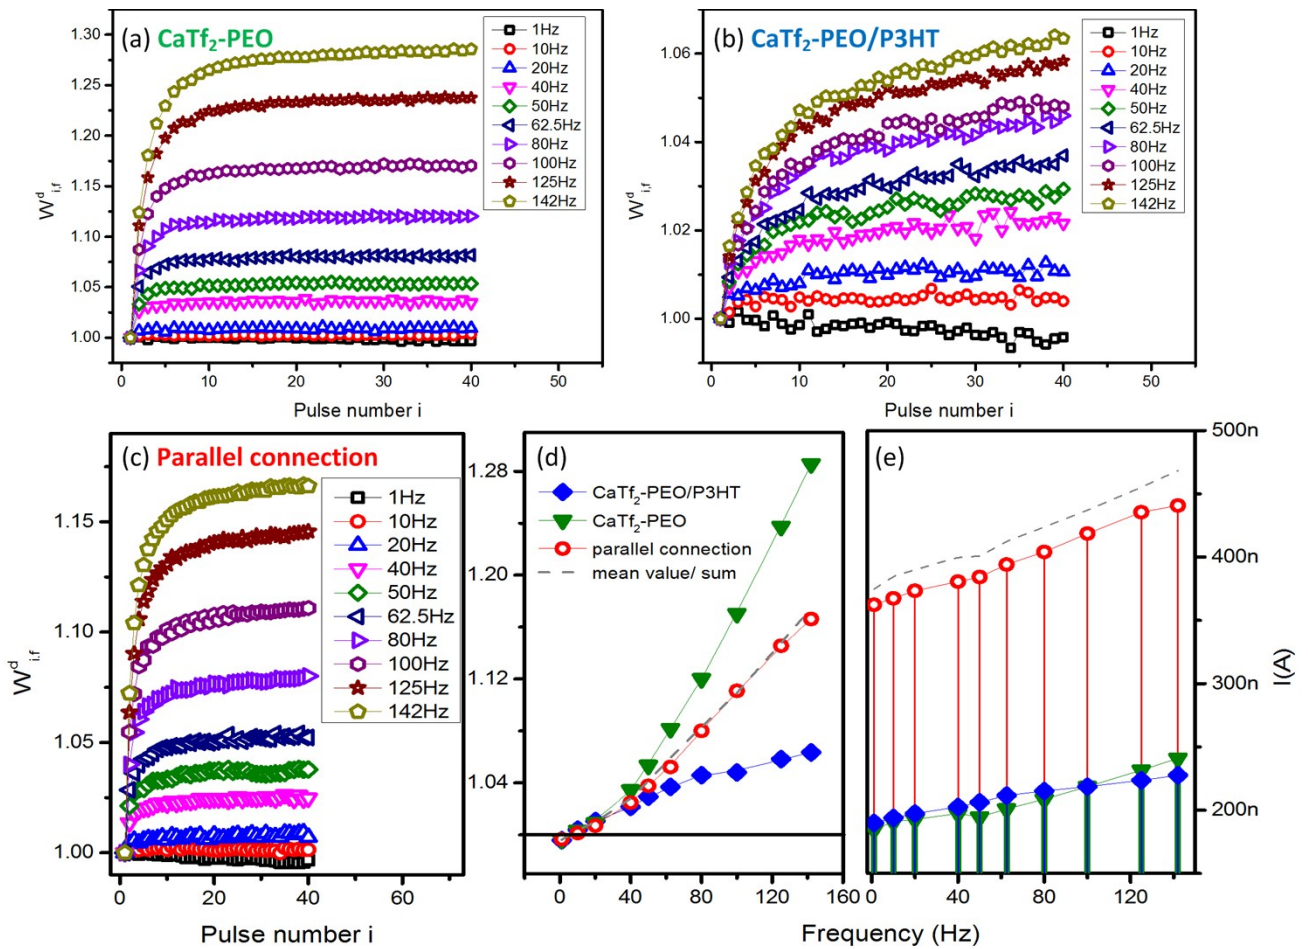 (a) CaTf₂-PEO
W^d_i,f
1.30
1.25
1.20
1.15
1.10
1.05
1.00
0 10 20 30 40 50
Pulse number i
1Hz
10Hz
20Hz
40Hz
50Hz
62.5Hz
80Hz
100Hz
125Hz
142Hz
(b) CaTf₂-PEO/P3HT
W^d_i,f
1.06
1.04
1.02
1.00
0 10 20 30 40 50
Pulse number i
1Hz
10Hz
20Hz
40Hz
50Hz
62.5Hz
80Hz
100Hz
125Hz
142Hz
(c) Parallel connection
W^d_i,f
1.15
1.10
1.05
1.00
0 20 40 60
Pulse number i
1Hz
10Hz
20Hz
40Hz
50Hz
62.5Hz
80Hz
100Hz
125Hz
142Hz
(d)
1.28
1.20
1.12
1.04
CaTf₂-PEO/P3HT
CaTf₂-PEO
parallel connection
mean value/ sum
0 40 80 120 160
(e)
500n
400n
300n
200n
I(A)
0 40 80 120
Frequency (Hz)